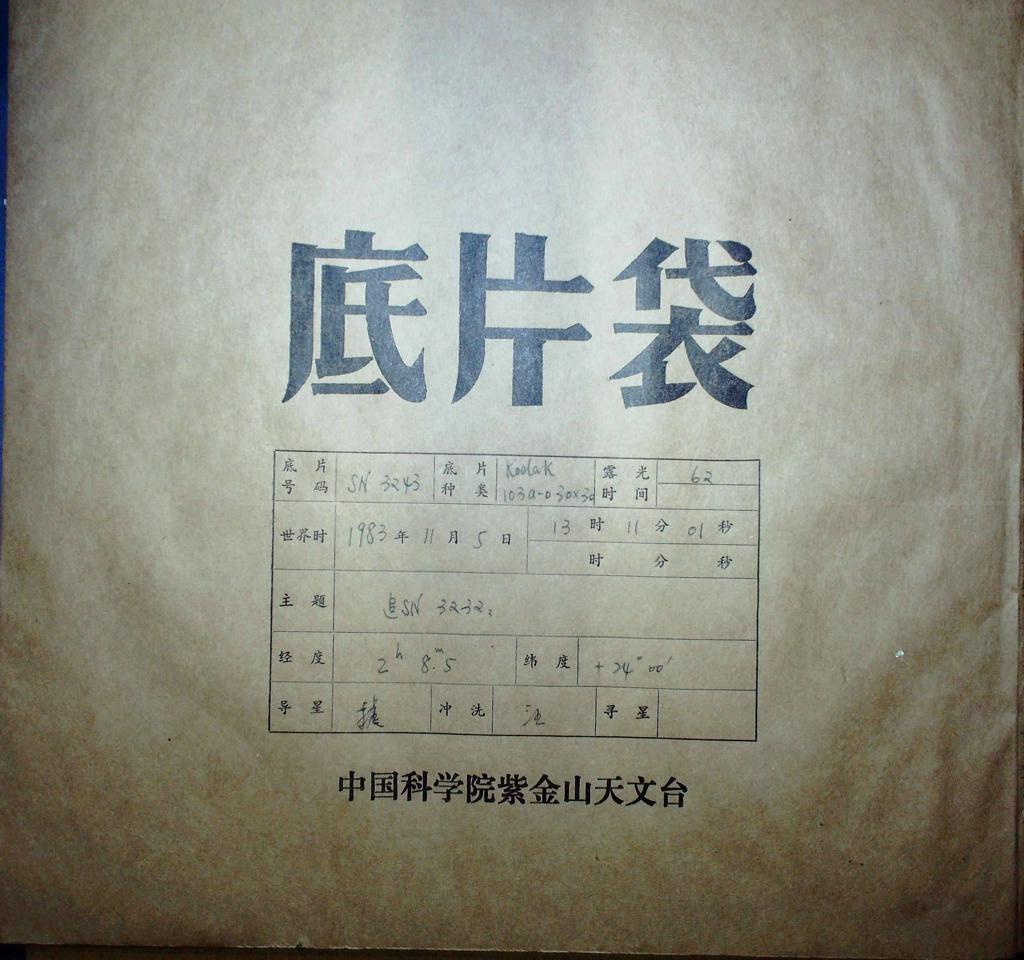 底片袋
底片号码 SN 3243 底片种类 Kodak 103a-0 30x30 露光时间 62
世界时 1983年 11月 5日 13时 11分 01秒
时 分 秒
主题 追SN 3232
经度 2h 8m.5 纬度 +24° 00′
导星 冲洗 汪 寻星
中国科学院紫金山天文台